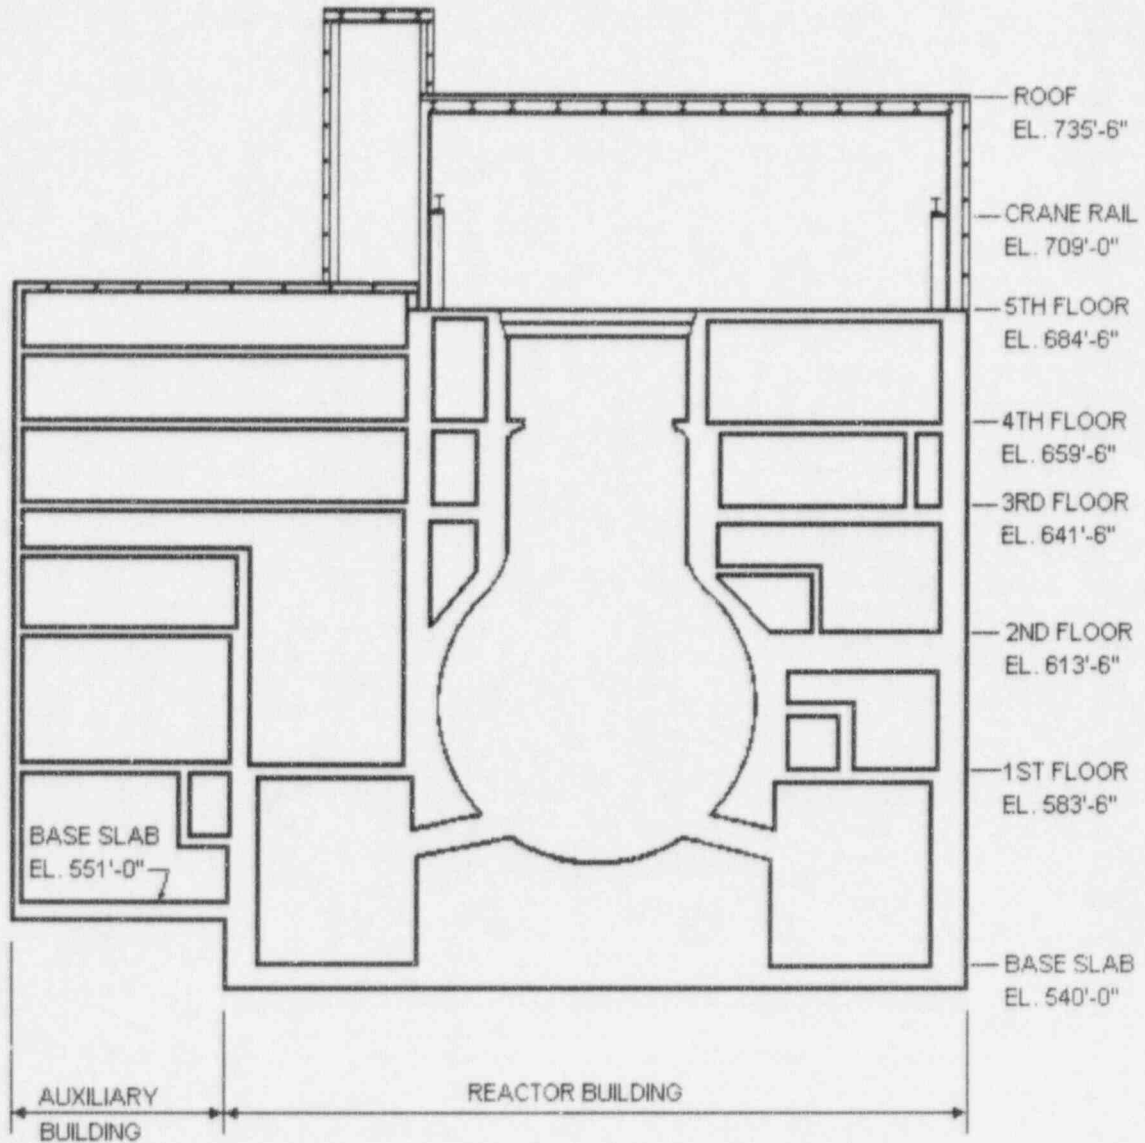 ROOF
EL. 735'-6"
CRANE RAIL
EL. 709'-0"
5TH FLOOR
EL. 684'-6"
4TH FLOOR
EL. 659'-6"
3RD FLOOR
EL. 641'-6"
2ND FLOOR
EL. 613'-6"
1ST FLOOR
EL. 583'-6"
BASE SLAB
EL. 551'-0"
BASE SLAB
EL. 540'-0"
AUXILIARY
BUILDING
REACTOR BUILDING